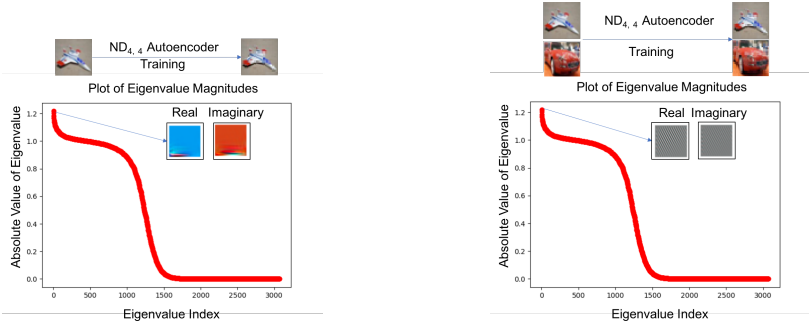 ND4, 4 Autoencoder
Training
Plot of Eigenvalue Magnitudes
Absolute Value of Eigenvalue
1.2
1.0
0.8
0.6
0.4
0.2
0.0
Real Imaginary
0 500 1000 1500 2000 2500 3000
Eigenvalue Index
ND4, 4 Autoencoder
Training
Plot of Eigenvalue Magnitudes
Absolute Value of Eigenvalue
1.2
1.0
0.8
0.6
0.4
0.2
0.0
Real Imaginary
0 500 1000 1500 2000 2500 3000
Eigenvalue Index